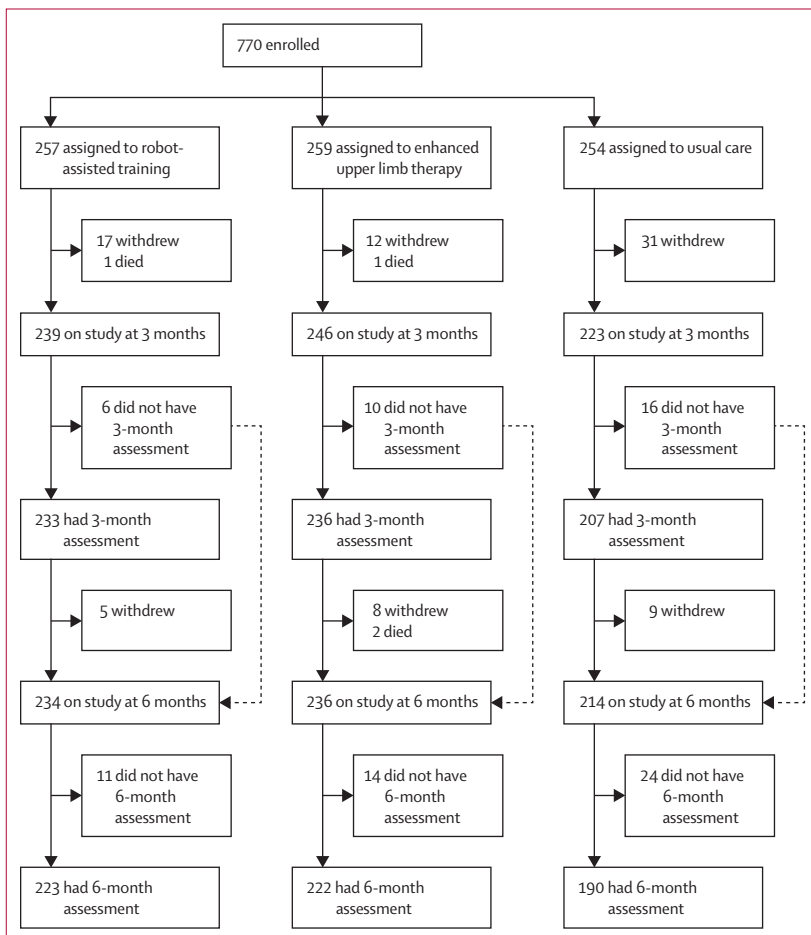 770 enrolled
257 assigned to robot-
assisted training
259 assigned to enhanced
upper limb therapy
254 assigned to usual care
17 withdrew
1 died
12 withdrew
1 died
31 withdrew
239 on study at 3 months
246 on study at 3 months
223 on study at 3 months
6 did not have
3-month
assessment
10 did not have
3-month
assessment
16 did not have
3-month
assessment
233 had 3-month
assessment
236 had 3-month
assessment
207 had 3-month
assessment
5 withdrew
8 withdrew
2 died
9 withdrew
234 on study at 6 months
236 on study at 6 months
214 on study at 6 months
11 did not have
6-month
assessment
14 did not have
6-month
assessment
24 did not have
6-month
assessment
223 had 6-month
assessment
222 had 6-month
assessment
190 had 6-month
assessment